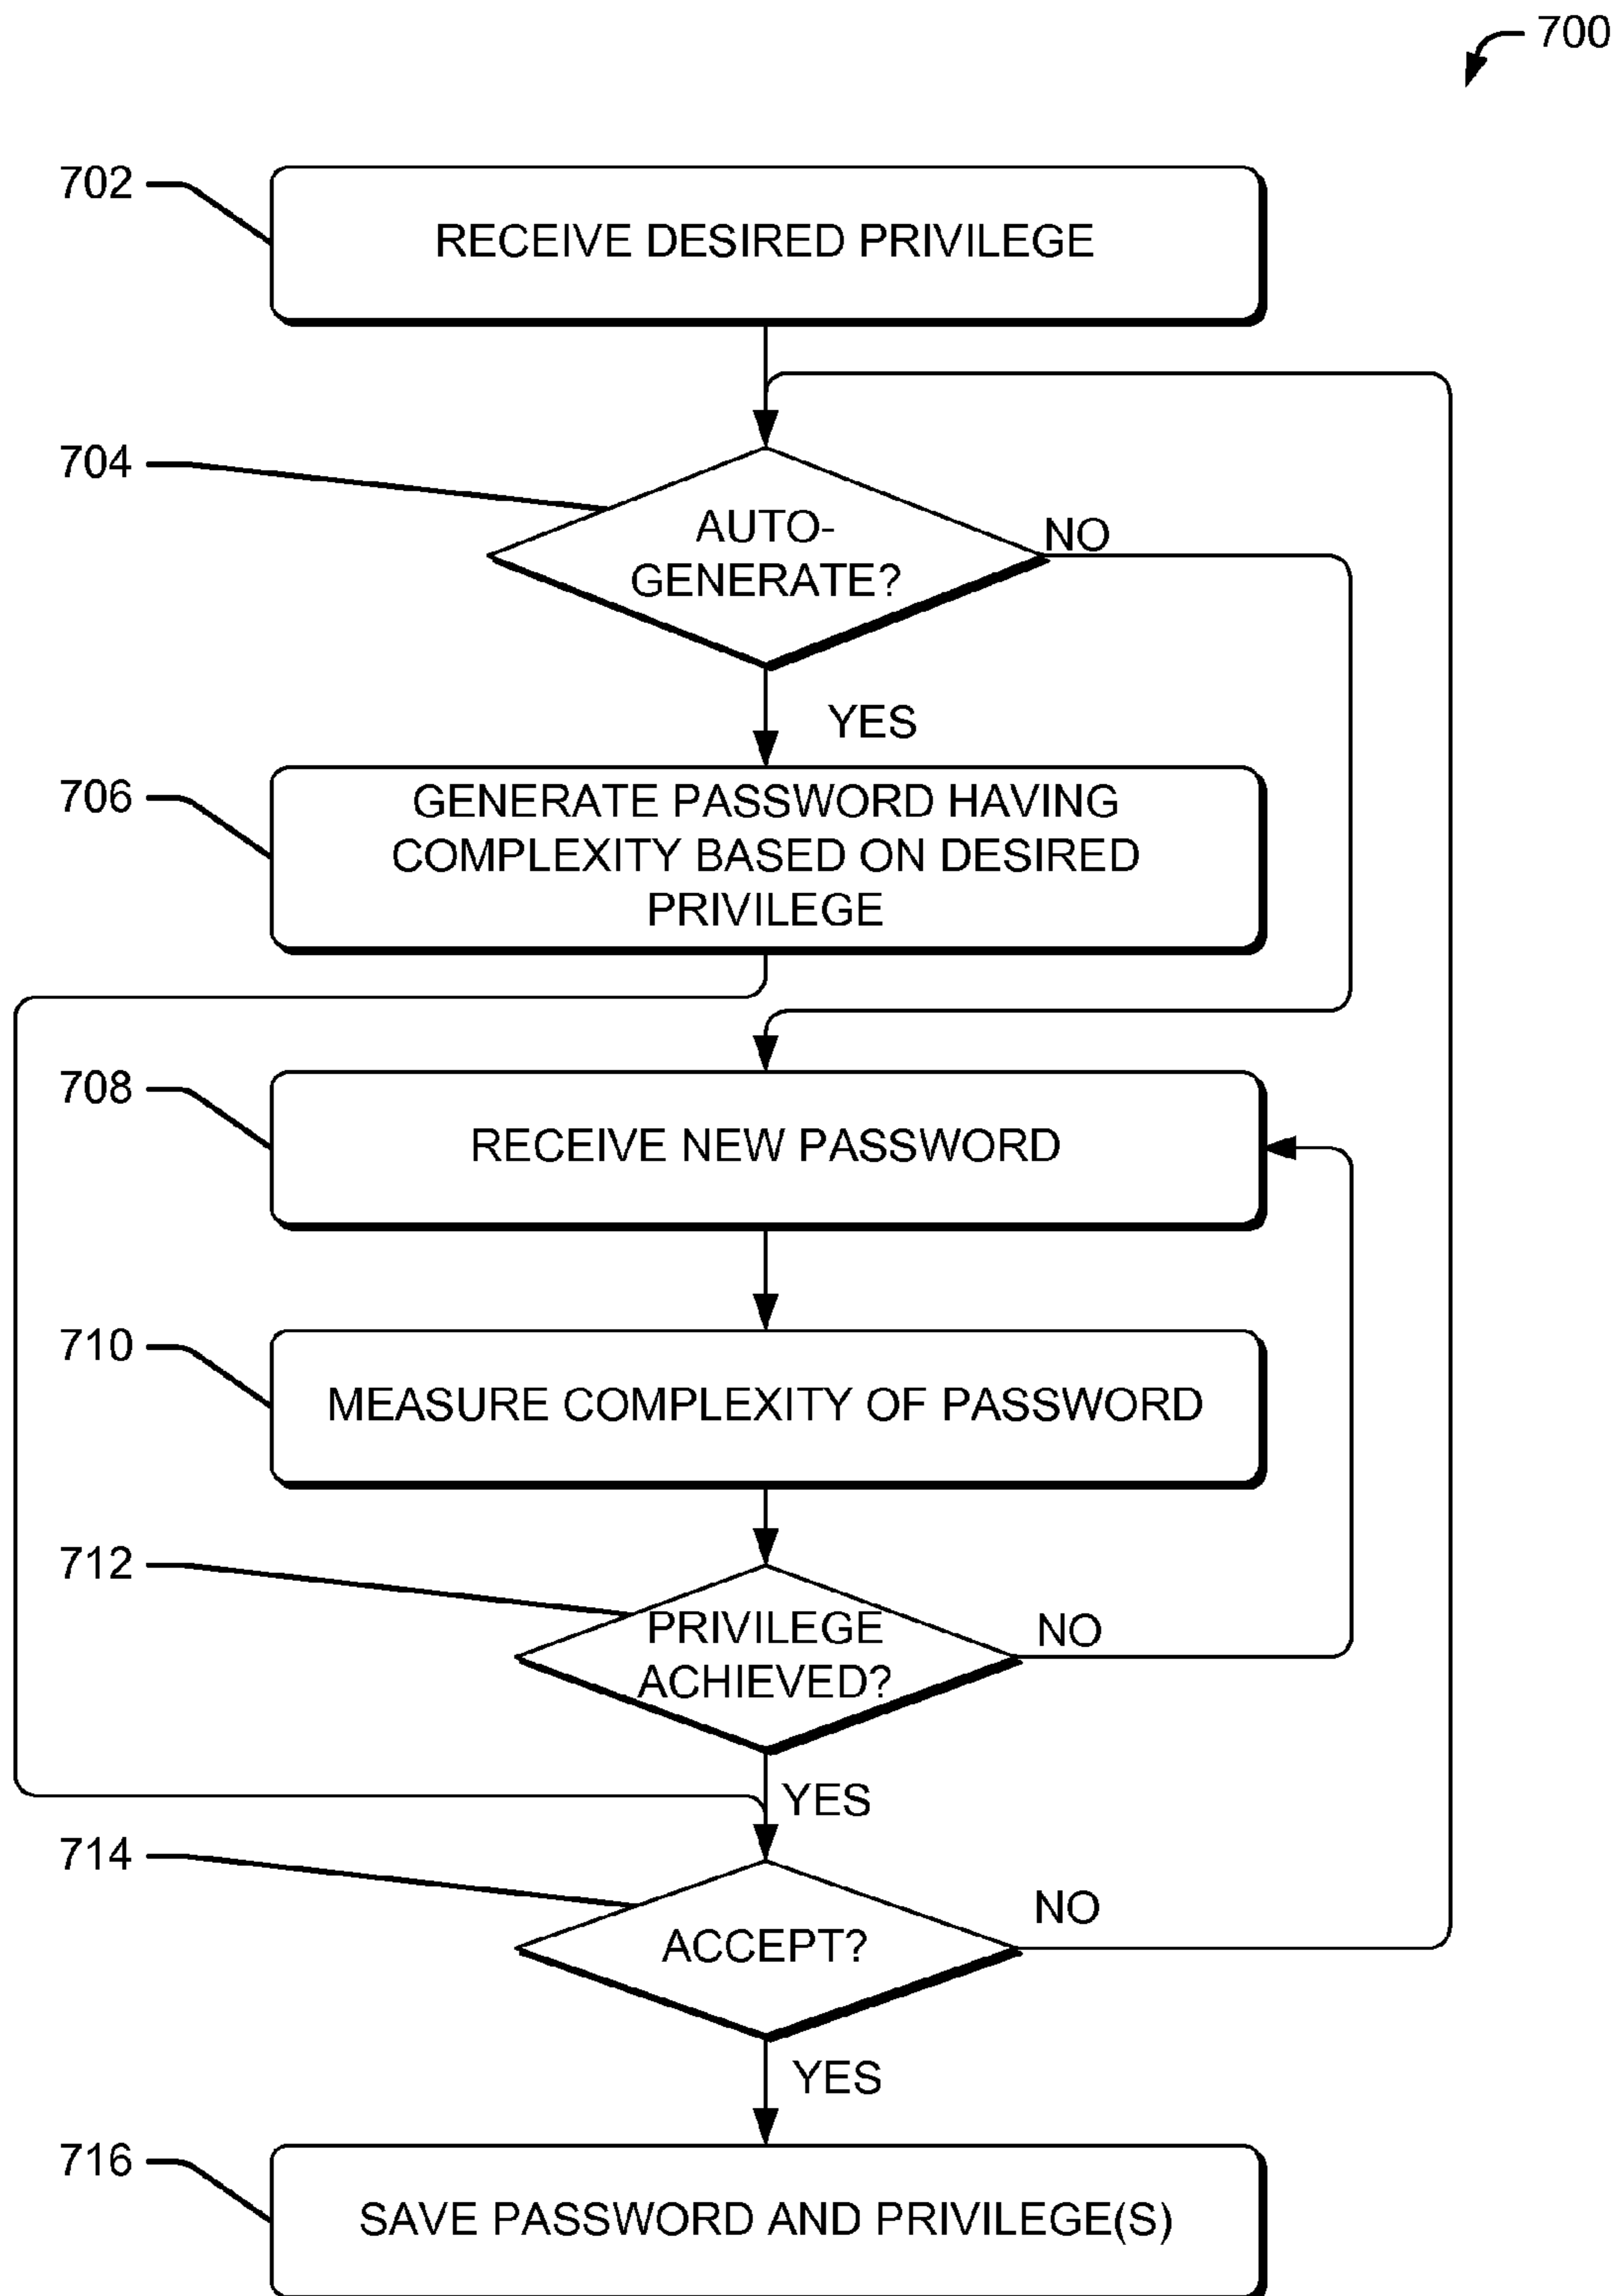 700
702
RECEIVE DESIRED PRIVILEGE
704
AUTO-
GENERATE?
NO
YES
706
GENERATE PASSWORD HAVING
COMPLEXITY BASED ON DESIRED
PRIVILEGE
708
RECEIVE NEW PASSWORD
710
MEASURE COMPLEXITY OF PASSWORD
712
PRIVILEGE
ACHIEVED?
NO
YES
714
ACCEPT?
NO
YES
716
SAVE PASSWORD AND PRIVILEGE(S)